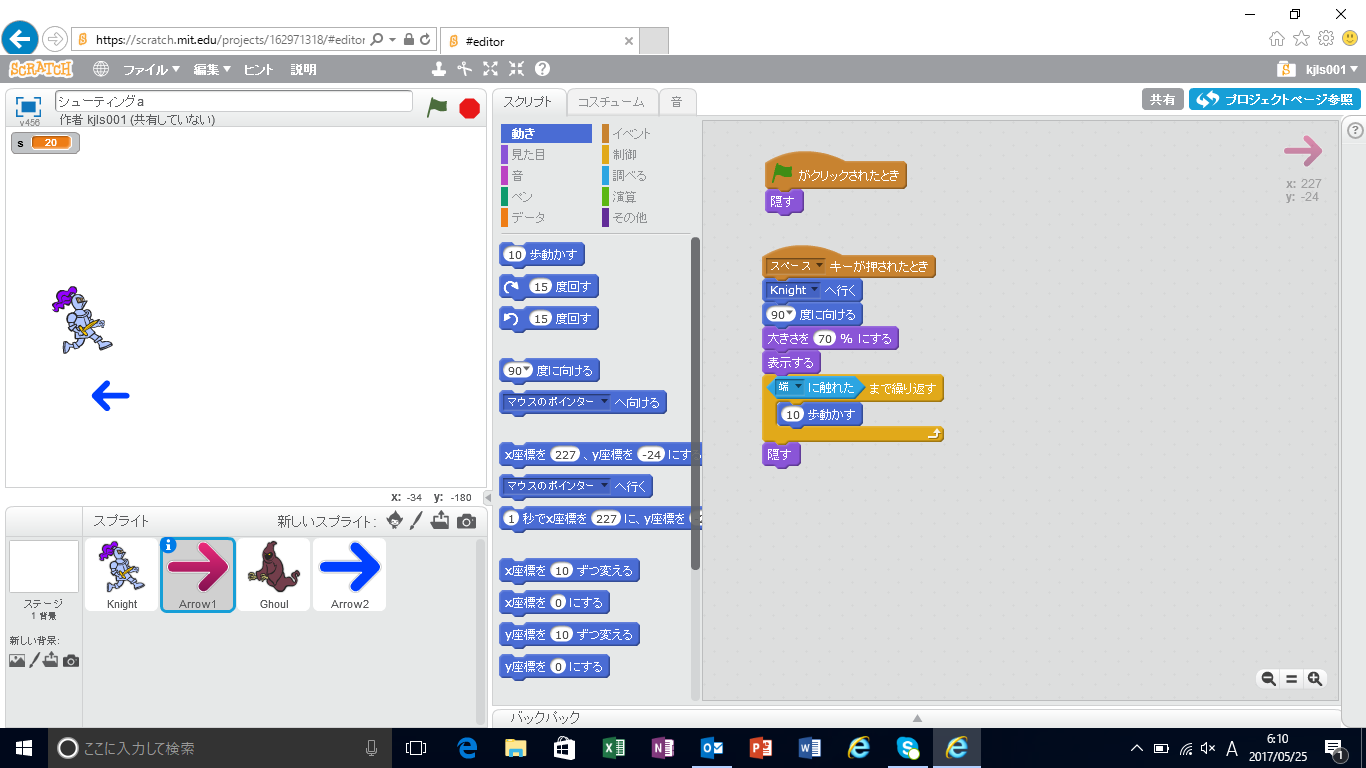 https://scratch.mit.edu/projects/162971318/#editor
#editor
SCRATCH
ファイル▼ 編集▼ ヒント 説明
kjls001▼
v456
シューティングa
作者 kjls001 (共有していない)
s 20
x: -34 y: -180
スプライト 新しいスプライト:
ステージ
1 背景
新しい背景:
Knight
Arrow1
Ghoul
Arrow2
スクリプト コスチューム 音
共有 プロジェクトページ参照
動き イベント
見た目 制御
音 調べる
ペン 演算
データ その他
10 歩動かす
15 度回す
15 度回す
90▼ 度に向ける
マウスのポインター▼ へ向ける
x座標を 227 、y座標を -24 にす
マウスのポインター▼ へ行く
1 秒でx座標を 227 に、y座標を
x座標を 10 ずつ変える
x座標を 0 にする
y座標を 10 ずつ変える
y座標を 0 にする
がクリックされたとき
隠す
スペース▼ キーが押されたとき
Knight▼ へ行く
90▼ 度に向ける
大きさを 70 % にする
表示する
端▼ に触れた まで繰り返す
10 歩動かす
隠す
x: 227
y: -24
バックパック
ここに入力して検索
A
6:10
2017/05/25
1